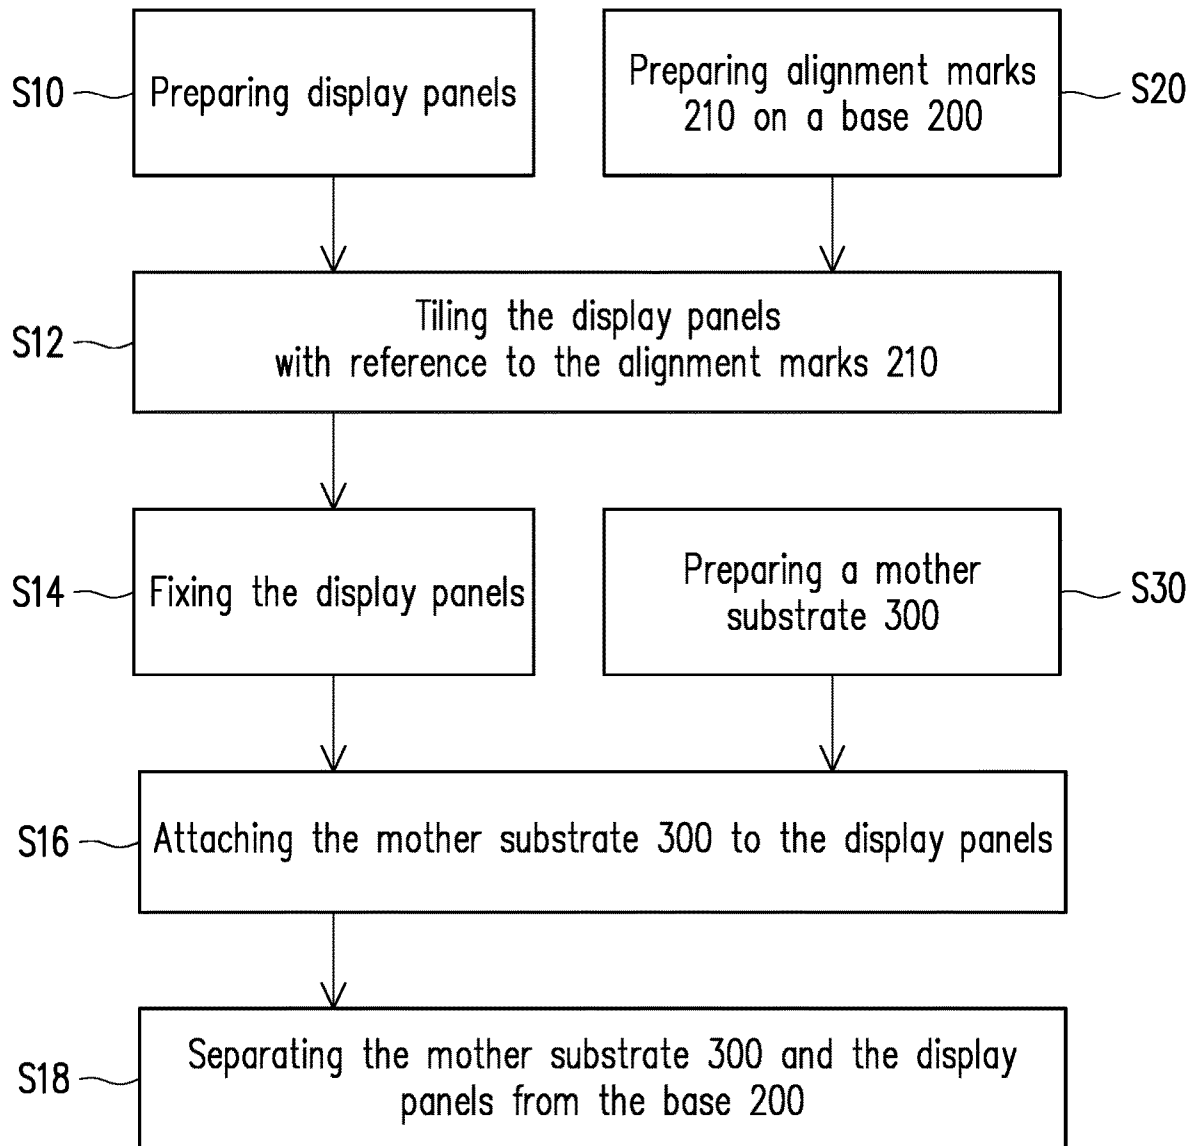 S10
Preparing display panels
Preparing alignment marks
210 on a base 200
S20
S12
Tiling the display panels
with reference to the alignment marks 210
S14
Fixing the display panels
Preparing a mother
substrate 300
S30
S16
Attaching the mother substrate 300 to the display panels
S18
Separating the mother substrate 300 and the display
panels from the base 200